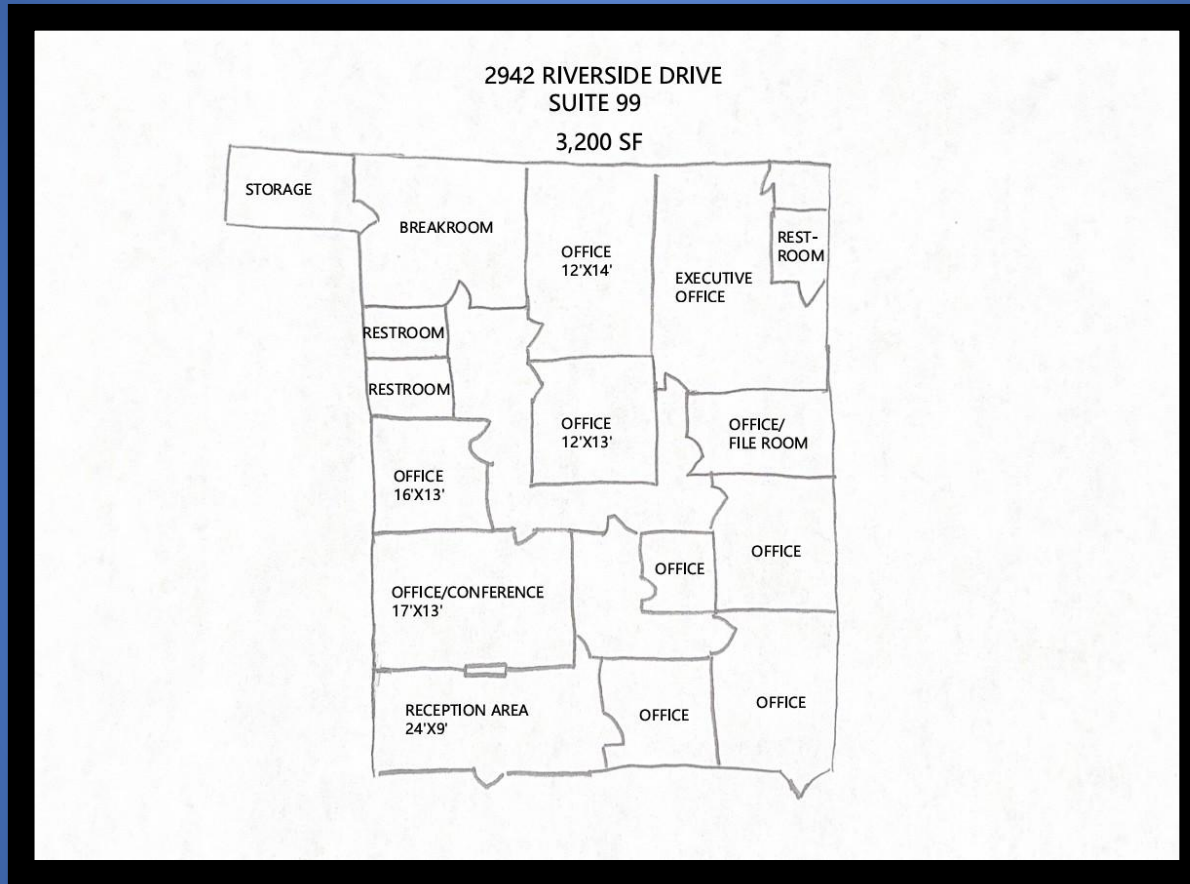 2942 RIVERSIDE DRIVE
SUITE 99
3,200 SF
STORAGE
BREAKROOM
OFFICE
12'X14'
EXECUTIVE
OFFICE
REST-
ROOM
RESTROOM
RESTROOM
OFFICE
12'X13'
OFFICE/
FILE ROOM
OFFICE
16'X13'
OFFICE/CONFERENCE
17'X13'
OFFICE
OFFICE
RECEPTION AREA
24'X9'
OFFICE
OFFICE